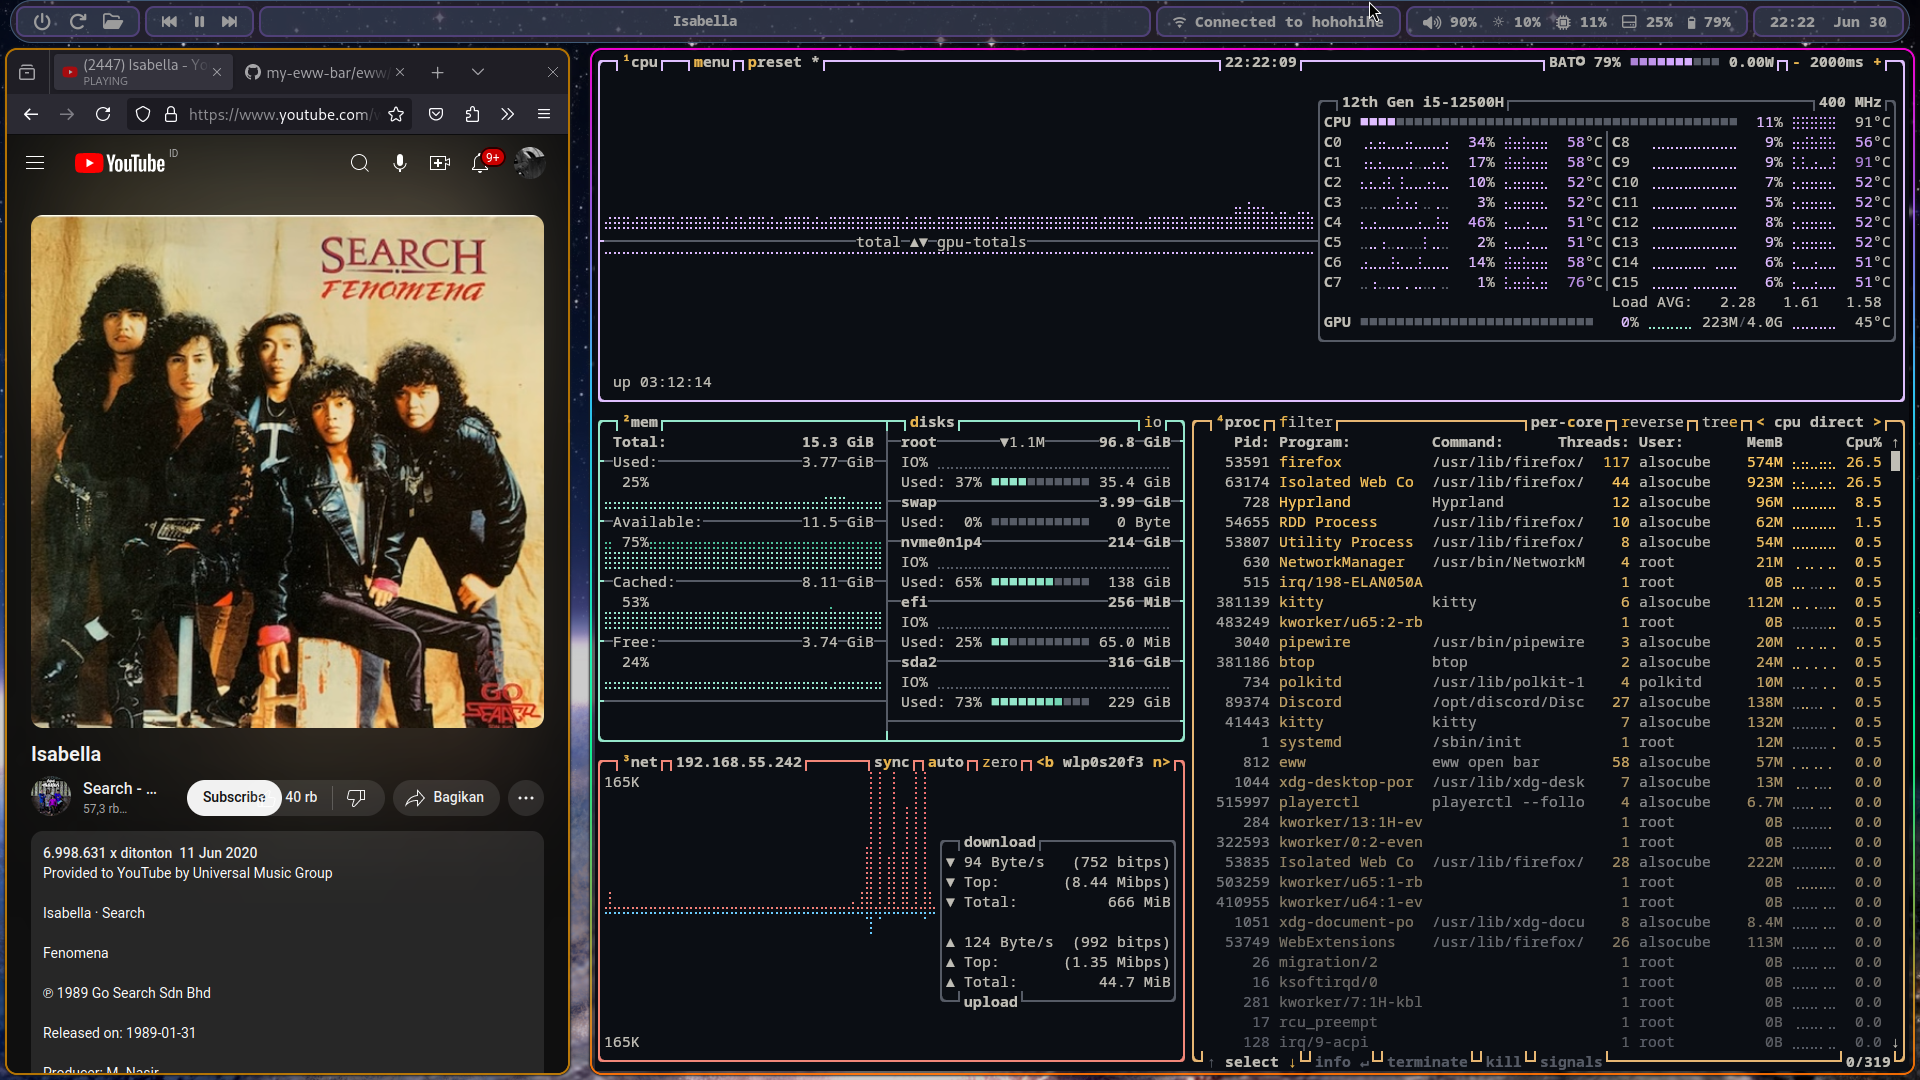 Isabella
Connected to hohohihe
90% 10% 11% 25% 79%
22:22 Jun 30
(2447) Isabella - Yo
PLAYING
my-eww-bar/eww/
https://www.youtube.com/
YouTube ID
9+
SEARCH
FENOMENA
GO
SEARCH
Isabella
Search - ...
57,3 rb...
Subscribe
40 rb
Bagikan
6.998.631 x ditonton 11 Jun 2020
Provided to YouTube by Universal Music Group
Isabella · Search
Fenomena
℗ 1989 Go Search Sdn Bhd
Released on: 1989-01-31
Producer: M. Nasir
¹cpu menu preset * 22:22:09 BAT 79% 0.00W - 2000ms +
12th Gen i5-12500H 400 MHz
CPU 11% 91°C
C0 34% 58°C C8 9% 56°C
C1 17% 58°C C9 9% 91°C
C2 10% 52°C C10 7% 52°C
C3 3% 52°C C11 5% 52°C
C4 46% 51°C C12 8% 52°C
C5 2% 51°C C13 9% 52°C
C6 14% 58°C C14 6% 51°C
C7 1% 76°C C15 6% 51°C
Load AVG: 2.28 1.61 1.58
GPU 0% 223M/4.0G 45°C
total ▲▼ gpu-totals
up 03:12:14
²mem
Total: 15.3 GiB
Used: 3.77 GiB
25%
Available: 11.5 GiB
75%
Cached: 8.11 GiB
53%
Free: 3.74 GiB
24%
disks io
root ▼1.1M 96.8 GiB
IO%
Used: 37% 35.4 GiB
swap 3.99 GiB
Used: 0% 0 Byte
nvme0n1p4 214 GiB
IO%
Used: 65% 138 GiB
efi 256 MiB
IO%
Used: 25% 65.0 MiB
sda2 316 GiB
IO%
Used: 73% 229 GiB
³net 192.168.55.242 sync auto zero <b wlp0s20f3 n>
165K
download
▼ 94 Byte/s (752 bitps)
▼ Top: (8.44 Mibps)
▼ Total: 666 MiB
▲ 124 Byte/s (992 bitps)
▲ Top: (1.35 Mibps)
▲ Total: 44.7 MiB
upload
165K
⁴proc filter per-core reverse tree < cpu direct >
Pid: Program: Command: Threads: User: MemB Cpu% ↑
53591 firefox /usr/lib/firefox/ 117 alsocube 574M 26.5
63174 Isolated Web Co /usr/lib/firefox/ 44 alsocube 923M 26.5
728 Hyprland Hyprland 12 alsocube 96M 8.5
54655 RDD Process /usr/lib/firefox/ 10 alsocube 62M 1.5
53807 Utility Process /usr/lib/firefox/ 8 alsocube 54M 0.5
630 NetworkManager /usr/bin/NetworkM 4 root 21M 0.5
515 irq/198-ELAN050A 1 root 0B 0.5
381139 kitty kitty 6 alsocube 112M 0.5
483249 kworker/u65:2-rb 1 root 0B 0.5
3040 pipewire /usr/bin/pipewire 3 alsocube 20M 0.5
381186 btop btop 2 alsocube 24M 0.5
734 polkitd /usr/lib/polkit-1 4 polkitd 10M 0.5
89374 Discord /opt/discord/Disc 27 alsocube 138M 0.5
41443 kitty kitty 7 alsocube 132M 0.5
1 systemd /sbin/init 1 root 12M 0.5
812 eww eww open bar 58 alsocube 57M 0.0
1044 xdg-desktop-por /usr/lib/xdg-desk 7 alsocube 13M 0.0
515997 playerctl playerctl --follo 4 alsocube 6.7M 0.0
284 kworker/13:1H-ev 1 root 0B 0.0
322593 kworker/0:2-even 1 root 0B 0.0
53835 Isolated Web Co /usr/lib/firefox/ 28 alsocube 222M 0.0
503259 kworker/u65:1-rb 1 root 0B 0.0
410955 kworker/u64:1-ev 1 root 0B 0.0
1051 xdg-document-po /usr/lib/xdg-docu 8 alsocube 8.4M 0.0
53749 WebExtensions /usr/lib/firefox/ 26 alsocube 113M 0.0
26 migration/2 1 root 0B 0.0
16 ksoftirqd/0 1 root 0B 0.0
281 kworker/7:1H-kbl 1 root 0B 0.0
17 rcu_preempt 1 root 0B 0.0
128 irq/9-acpi 1 root 0B 0.0 ↓
↑ select ↓ info ↵ terminate kill signals 0/319